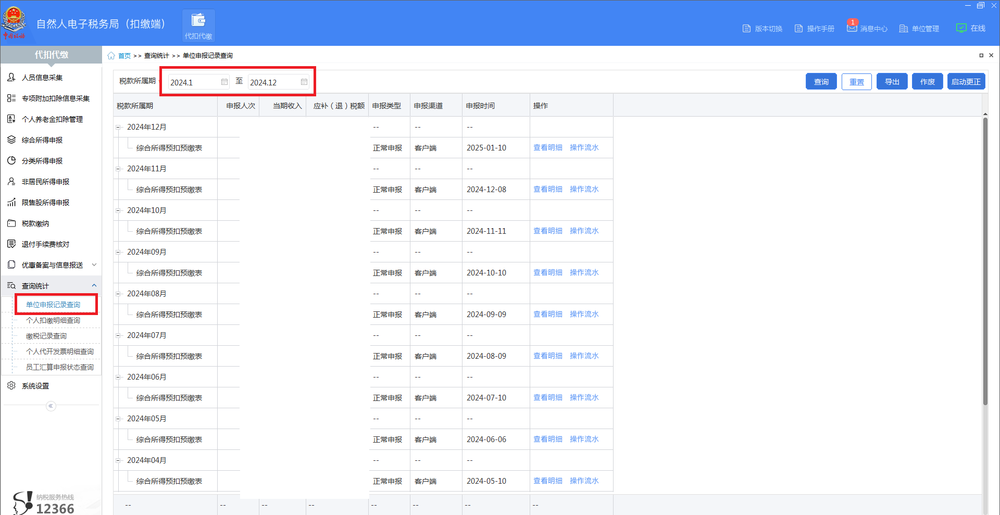 自然人电子税务局（扣缴端）
代扣代缴
版本切换
操作手册
1
消息中心
单位管理
在线
代扣代缴
首页 >> 查询统计 >> 单位申报记录查询
人员信息采集
专项附加扣除信息采集
个人养老金扣除管理
综合所得申报
分类所得申报
非居民所得申报
限售股所得申报
税款缴纳
退付手续费核对
优惠备案与信息报送
查询统计
单位申报记录查询
个人扣缴明细查询
缴税记录查询
个人代开发票明细查询
员工汇算申报状态查询
系统设置
纳税服务热线
12366
税款所属期 2024.1 至 2024.12
查询 重置 导出 作废 启动更正
税款所属期 申报人次 当期收入 应补（退）税额 申报类型 申报渠道 申报时间 操作
2024年12月 -- -- --
综合所得预扣预缴表 正常申报 客户端 2025-01-10 查看明细 操作流水
2024年11月 -- -- --
综合所得预扣预缴表 正常申报 客户端 2024-12-08 查看明细 操作流水
2024年10月 -- -- --
综合所得预扣预缴表 正常申报 客户端 2024-11-11 查看明细 操作流水
2024年09月 -- -- --
综合所得预扣预缴表 正常申报 客户端 2024-10-10 查看明细 操作流水
2024年08月 -- -- --
综合所得预扣预缴表 正常申报 客户端 2024-09-09 查看明细 操作流水
2024年07月 -- -- --
综合所得预扣预缴表 正常申报 客户端 2024-08-09 查看明细 操作流水
2024年06月 -- -- --
综合所得预扣预缴表 正常申报 客户端 2024-07-10 查看明细 操作流水
2024年05月 -- -- --
综合所得预扣预缴表 正常申报 客户端 2024-06-06 查看明细 操作流水
2024年04月 -- -- --
综合所得预扣预缴表 正常申报 客户端 2024-05-10 查看明细 操作流水
-- -- -- -- -- -- -- --